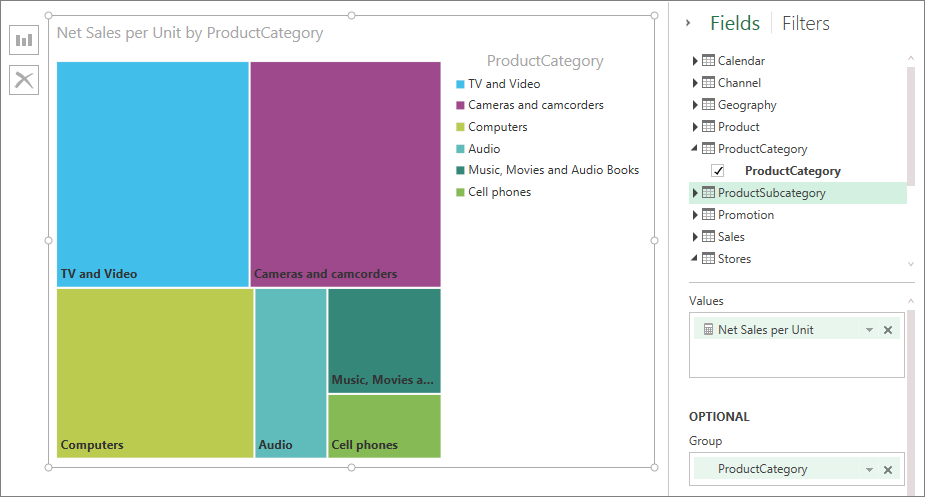 Net Sales per Unit by ProductCategory
TV and Video
Cameras and camcorders
Computers
Audio
Music, Movies a...
Cell phones
ProductCategory
TV and Video
Cameras and camcorders
Computers
Audio
Music, Movies and Audio Books
Cell phones
Fields
Filters
Calendar
Channel
Geography
Product
ProductCategory
ProductCategory
ProductSubcategory
Promotion
Sales
Stores
Values
Net Sales per Unit
OPTIONAL
Group
ProductCategory